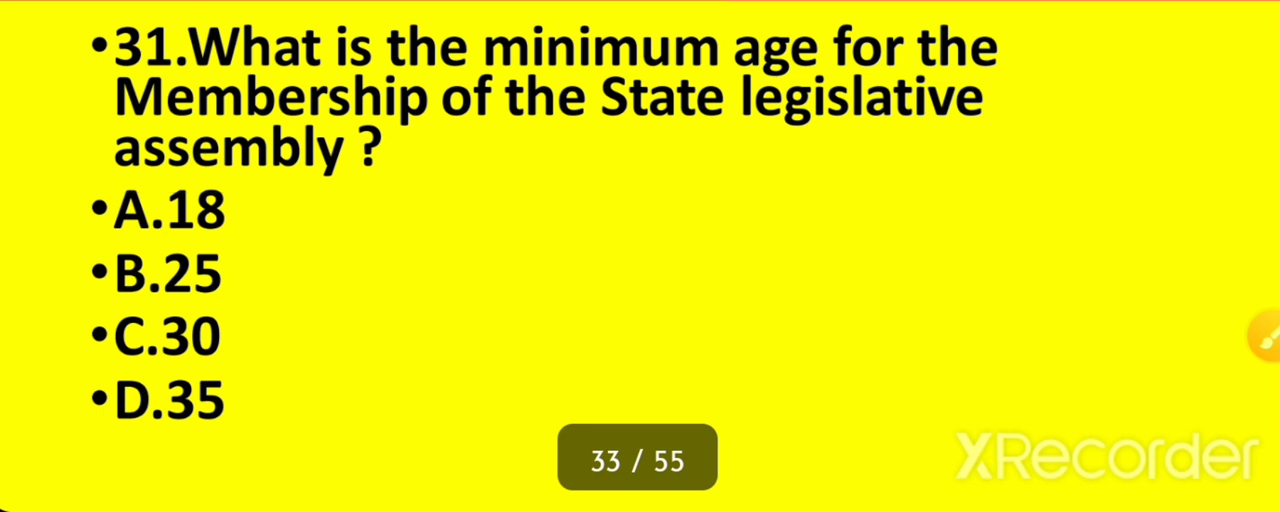 •31.What is the minimum age for the
Membership of the State legislative
assembly ?
•A.18
•B.25
•C.30
•D.35
33 / 55
XRecorder